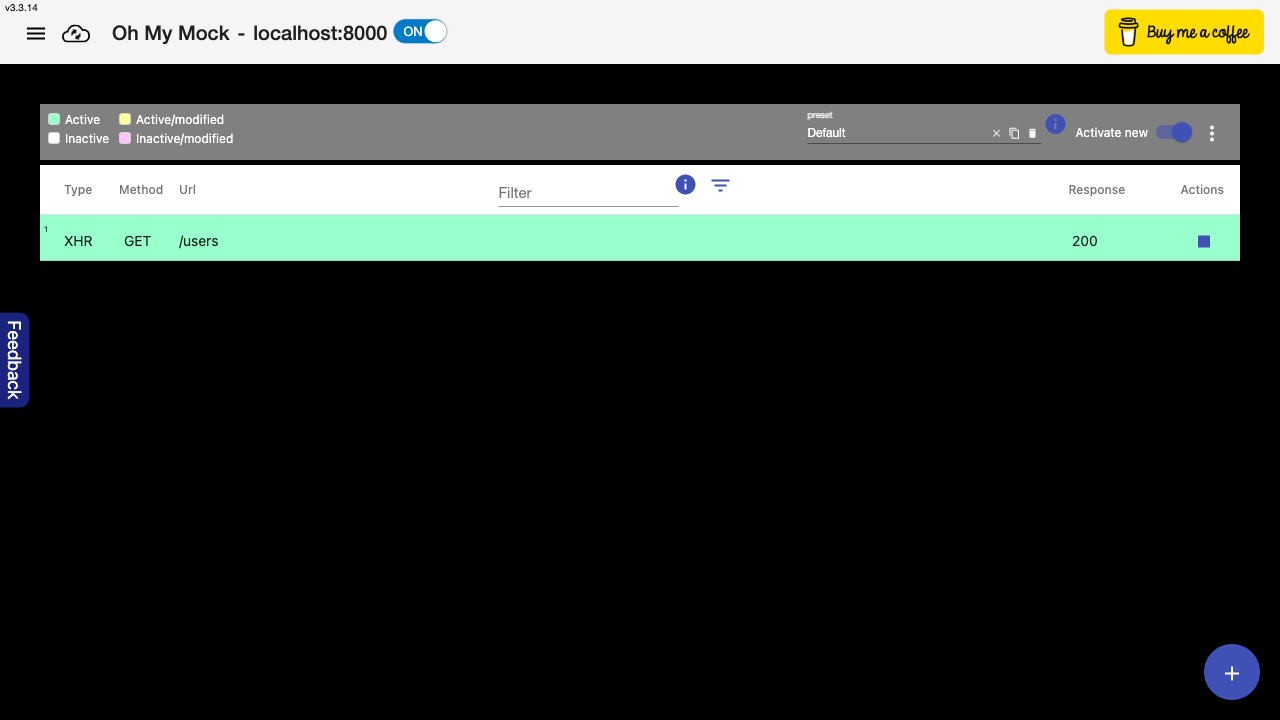 v3.3.14
Oh My Mock - localhost:8000 ON
Buy me a coffee
Active Active/modified
Inactive Inactive/modified
preset
Default
Activate new
Type Method Url Filter Response Actions
1 XHR GET /users 200
Feedback